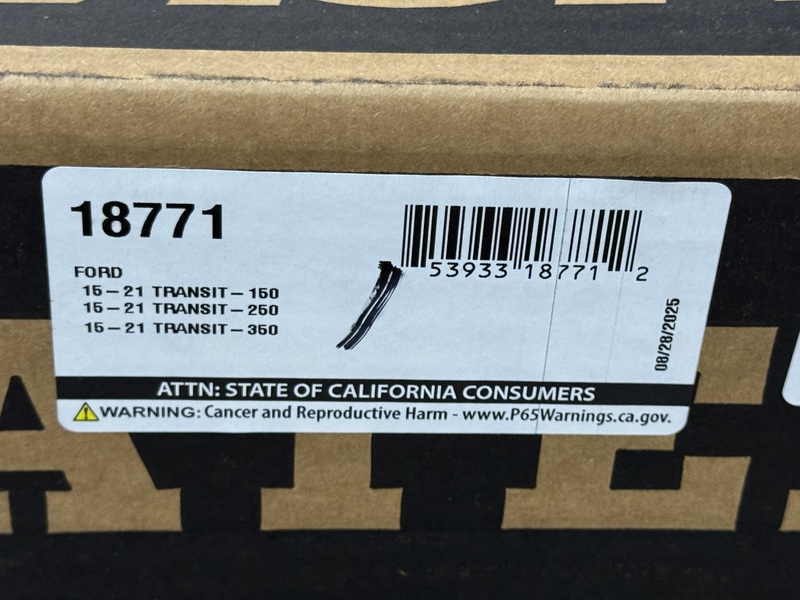 18771
FORD
15-21 TRANSIT-150
15-21 TRANSIT-250
15-21 TRANSIT-350
53933 18771 2
08/28/2025
ATTN: STATE OF CALIFORNIA CONSUMERS
WARNING: Cancer and Reproductive Harm - www.P65Warnings.ca.gov.